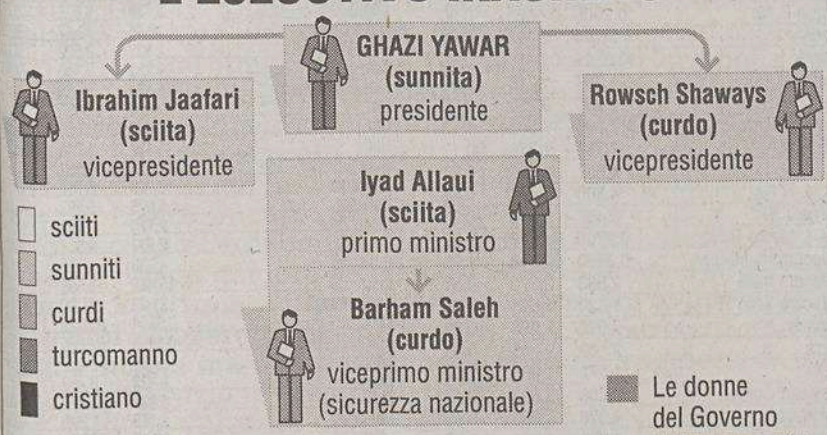 GHAZI YAWAR
(sunnita)
presidente
Ibrahim Jaafari
(sciita)
vicepresidente
Rowsch Shaways
(curdo)
vicepresidente
Iyad Allaui
(sciita)
primo ministro
Barham Saleh
(curdo)
viceprimo ministro
(sicurezza nazionale)
sciiti
sunniti
curdi
turcomanno
cristiano
Le donne
del Governo